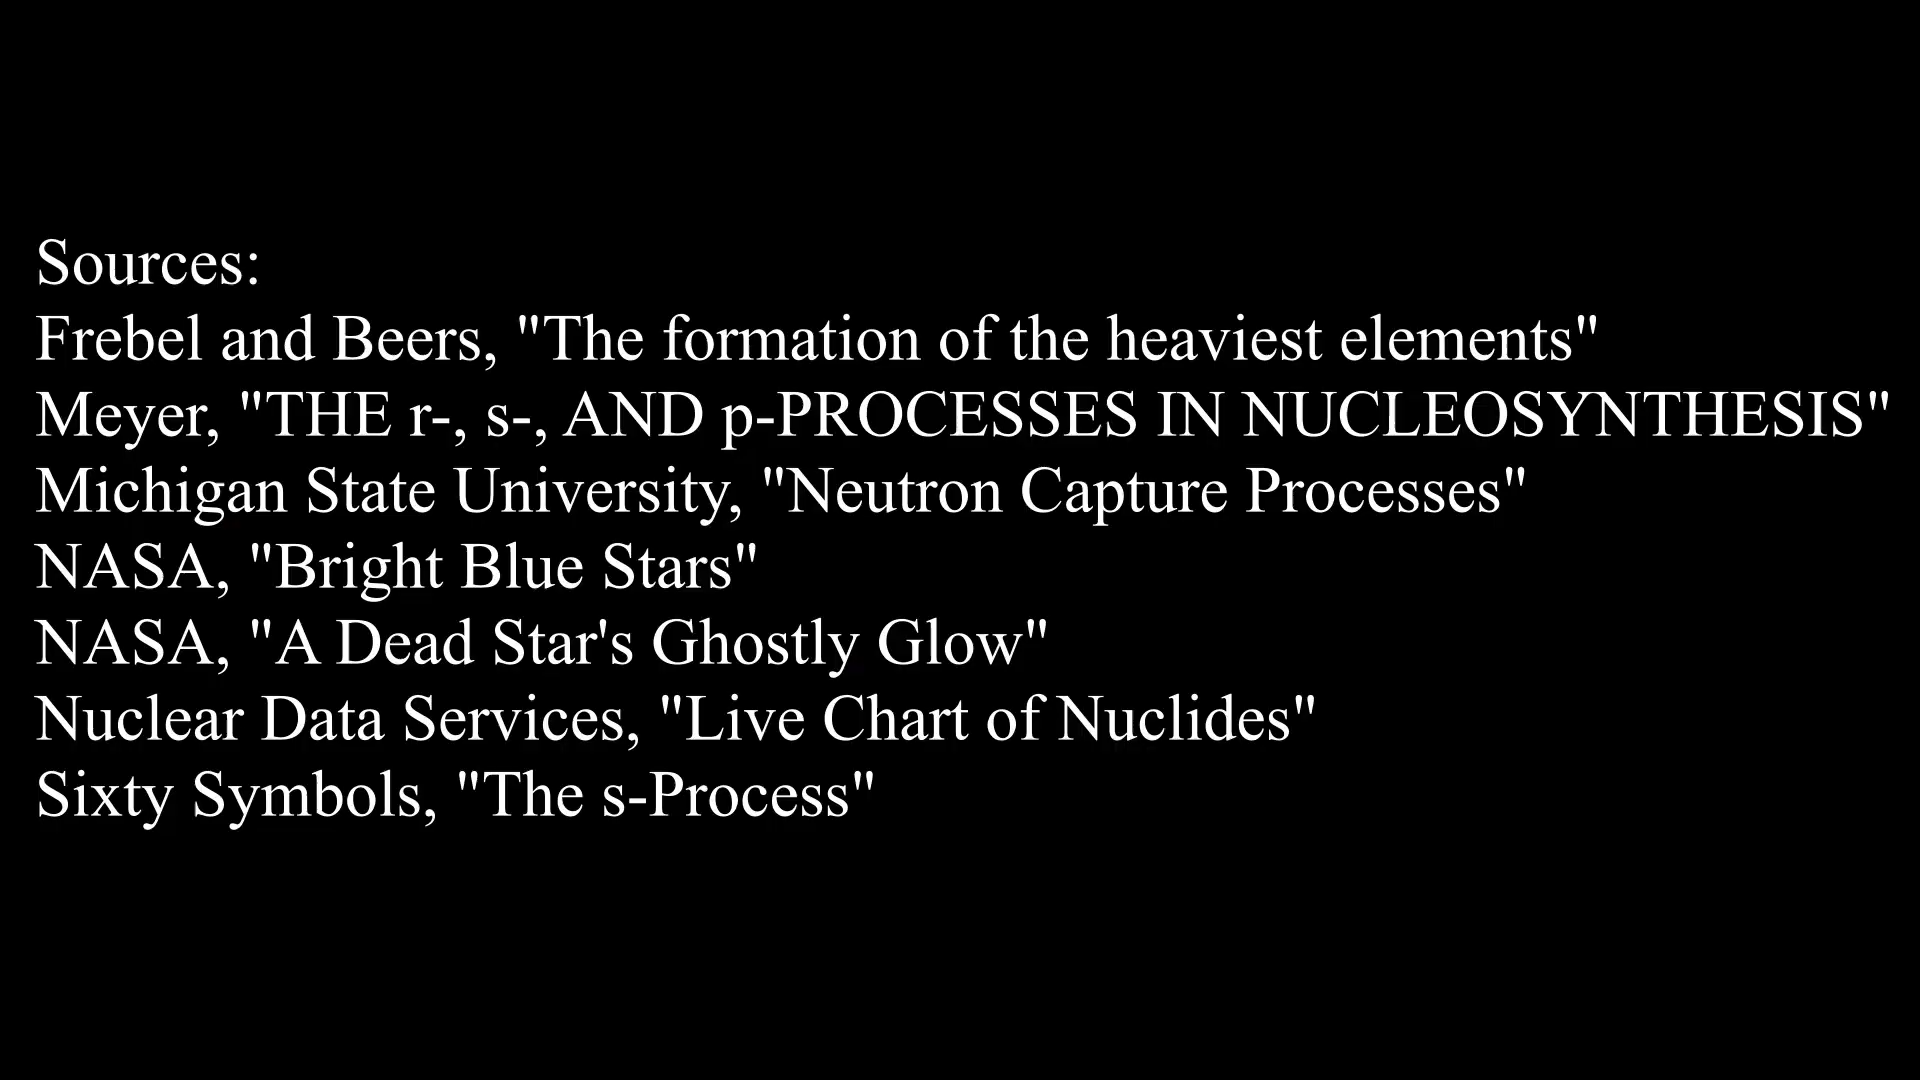 Sources:
Frebel and Beers, "The formation of the heaviest elements"
Meyer, "THE r-, s-, AND p-PROCESSES IN NUCLEOSYNTHESIS"
Michigan State University, "Neutron Capture Processes"
NASA, "Bright Blue Stars"
NASA, "A Dead Star's Ghostly Glow"
Nuclear Data Services, "Live Chart of Nuclides"
Sixty Symbols, "The s-Process"